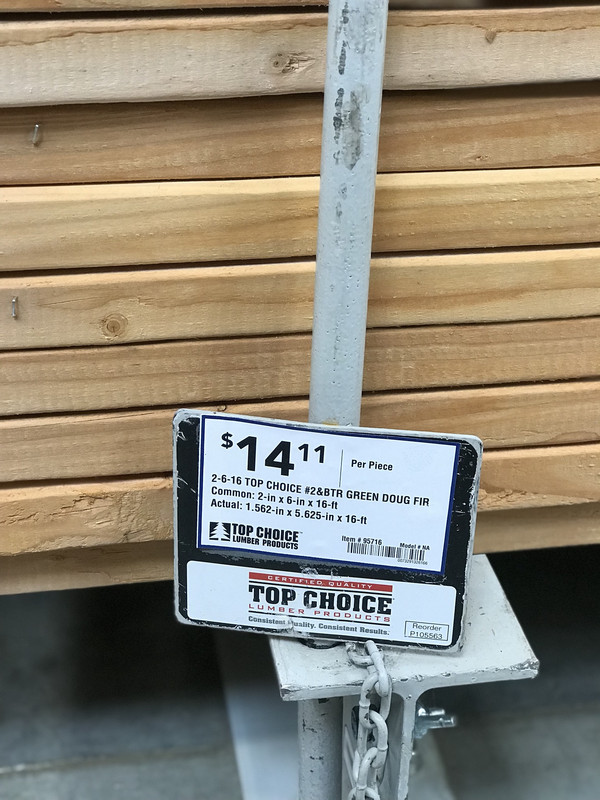 $14 11 Per Piece
2-6-16 TOP CHOICE #2&BTR GREEN DOUG FIR
Common: 2-in x 6-in x 16-ft
Actual: 1.562-in x 5.625-in x 16-ft
TOP CHOICE
LUMBER PRODUCTS
Item # 95716 Model # NA
CERTIFIED QUALITY
TOP CHOICE
LUMBER PRODUCTS
Consistent Quality. Consistent Results.
Reorder
P105563